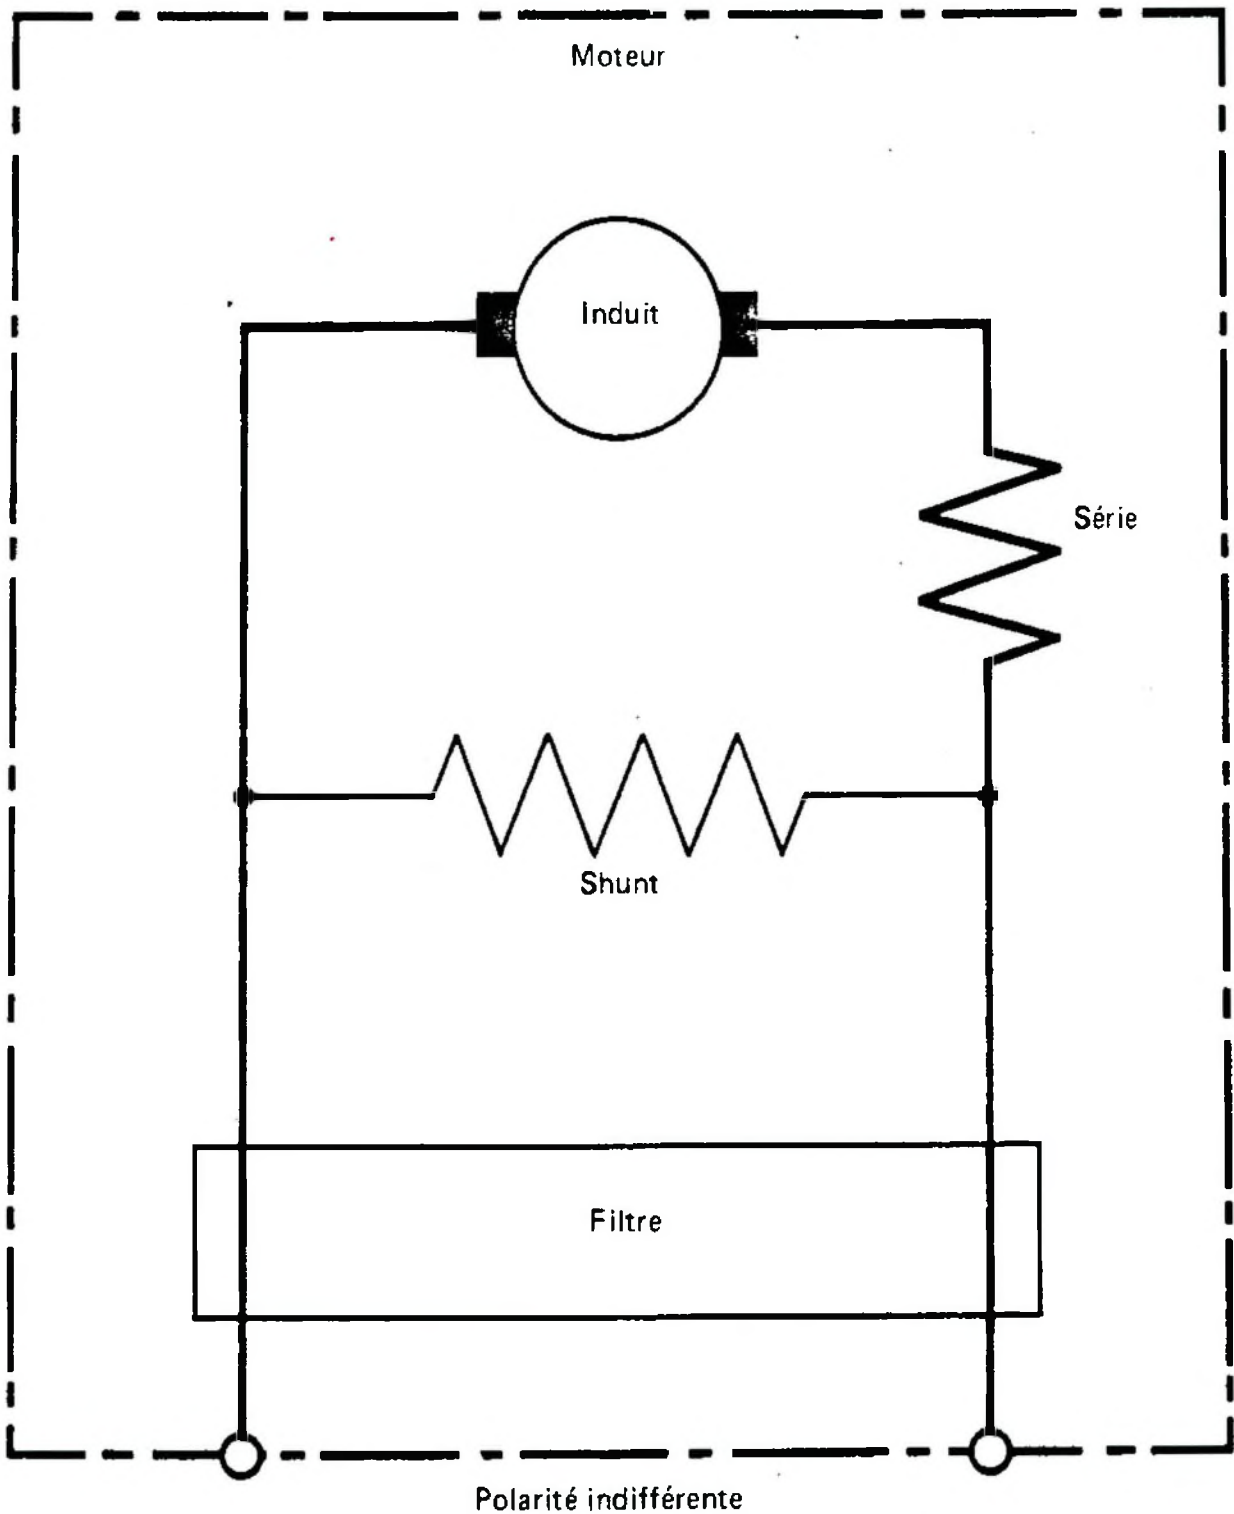 Moteur
Induit
Série
Shunt
Filtre
Polarité indifférente